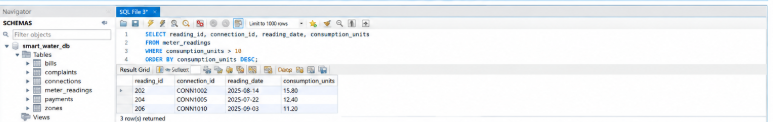 Navigator
SCHEMAS
Filter objects
smart_water_db
Tables
bills
complaints
connections
meter_readings
payments
zones
Views
SQL File 3*
Limit to 1000 rows
1 SELECT reading_id, connection_id, reading_date, consumption_units
2 FROM meter_readings
3 WHERE consumption_units > 10
4 ORDER BY consumption_units DESC;
Result Grid
reading_id connection_id reading_date consumption_units
202 CONN1002 2025-08-14 15.80
204 CONN1005 2025-07-22 12.40
206 CONN1010 2025-09-03 11.20
3 row(s) returned